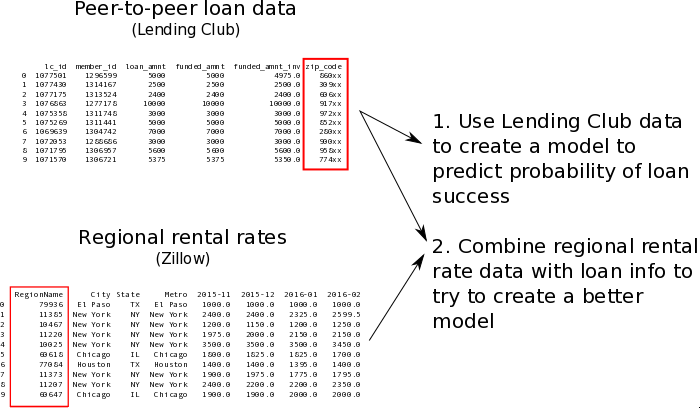 Peer-to-peer loan data
(Lending Club)
lc_id member_id loan_amnt funded_amnt funded_amnt_inv zip_code
0 1077501 1296599 5000 5000 4975.0 860xx
1 1077430 1314167 2500 2500 2500.0 309xx
2 1077175 1313524 2400 2400 2400.0 606xx
3 1076863 1277178 10000 10000 10000.0 917xx
4 1075358 1311748 3000 3000 3000.0 972xx
5 1075269 1311441 5000 5000 5000.0 852xx
6 1069639 1304742 7000 7000 7000.0 280xx
7 1072053 1288686 3000 3000 3000.0 900xx
8 1071795 1306957 5600 5600 5600.0 958xx
9 1071570 1306721 5375 5375 5350.0 774xx
1. Use Lending Club data
to create a model to
predict probability of loan
success
Regional rental rates
(Zillow)
RegionName City State Metro 2015-11 2015-12 2016-01 2016-02
0 79936 El Paso TX El Paso 1000.0 1000.0 1000.0 1000.0
1 11385 New York NY New York 2400.0 2400.0 2325.0 2599.5
2 10467 New York NY New York 1200.0 1150.0 1200.0 1250.0
3 11220 New York NY New York 1975.0 2000.0 2150.0 2150.0
4 10025 New York NY New York 3500.0 3500.0 3500.0 3450.0
5 60618 Chicago IL Chicago 1800.0 1825.0 1825.0 1700.0
6 77084 Houston TX Houston 1400.0 1400.0 1395.0 1400.0
7 11373 New York NY New York 1900.0 1975.0 1775.0 1795.0
8 11207 New York NY New York 2400.0 2200.0 2200.0 2350.0
9 60647 Chicago IL Chicago 2000.0 1900.0 2000.0 2000.0
2. Combine regional rental
rate data with loan info to
try to create a better
model